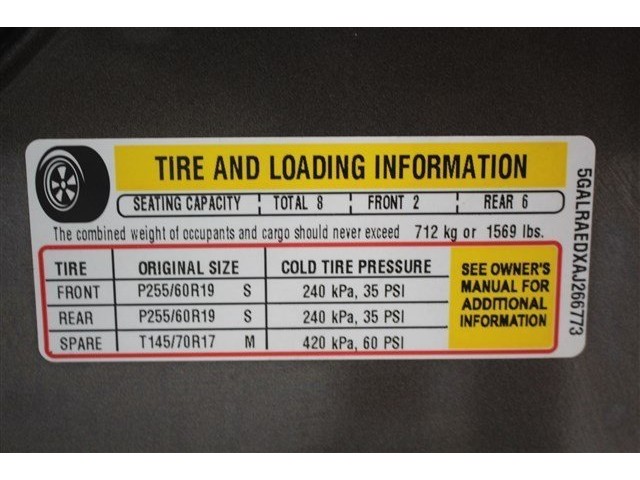 TIRE AND LOADING INFORMATION
SEATING CAPACITY TOTAL 8 FRONT 2 REAR 6
The combined weight of occupants and cargo should never exceed 712 kg or 1569 lbs.
TIRE ORIGINAL SIZE COLD TIRE PRESSURE
FRONT P255/60R19 S 240 kPa, 35 PSI
REAR P255/60R19 S 240 kPa, 35 PSI
SPARE T145/70R17 M 420 kPa, 60 PSI
SEE OWNER'S
MANUAL FOR
ADDITIONAL
INFORMATION
5GALRAEDXAJ266773